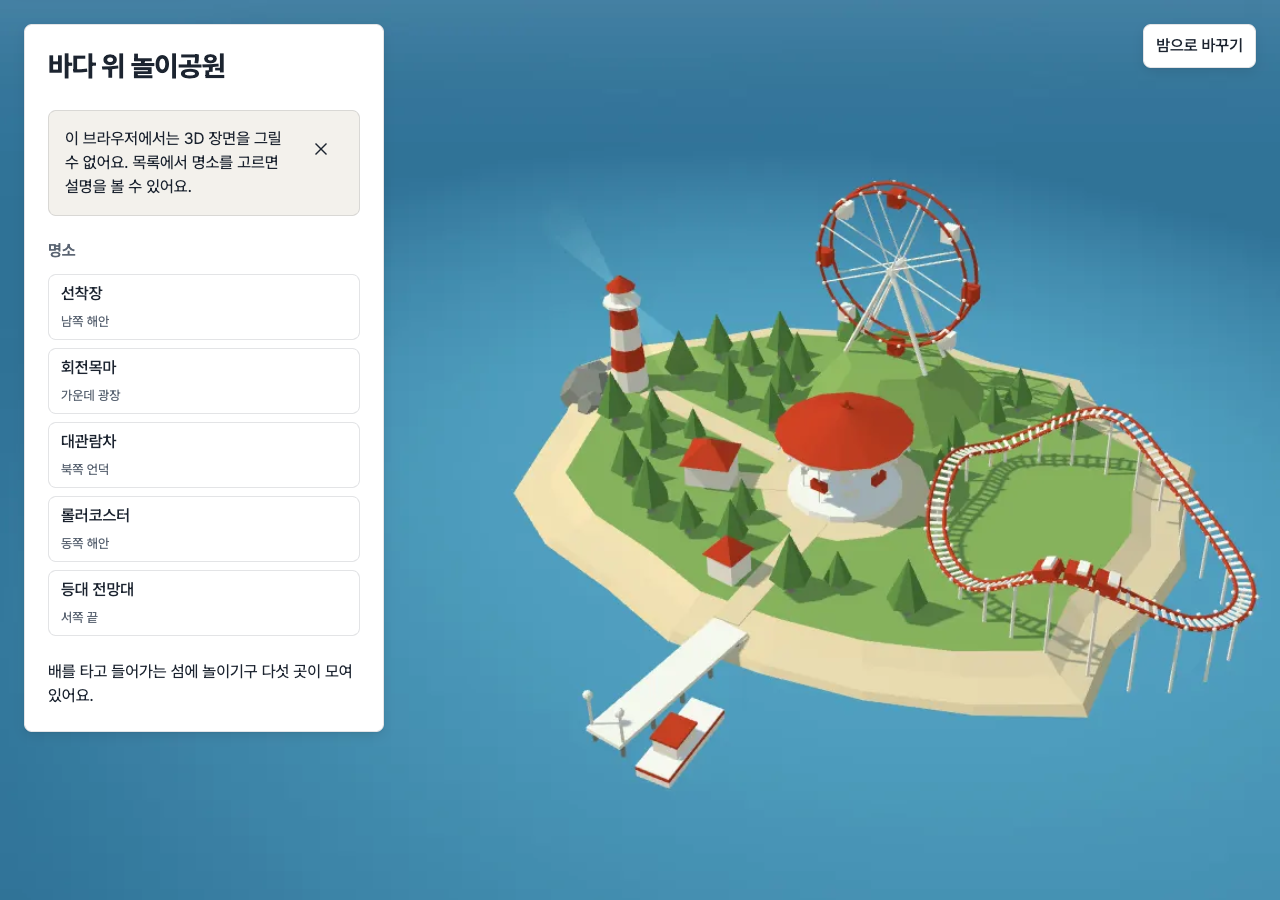 바다 위 놀이공원
밤으로 바꾸기
이 브라우저에서는 3D 장면을 그릴
수 없어요. 목록에서 명소를 고르면
설명을 볼 수 있어요.
명소
선착장
남쪽 해안
회전목마
가운데 광장
대관람차
북쪽 언덕
롤러코스터
동쪽 해안
등대 전망대
서쪽 끝
배를 타고 들어가는 섬에 놀이기구 다섯 곳이 모여
있어요.